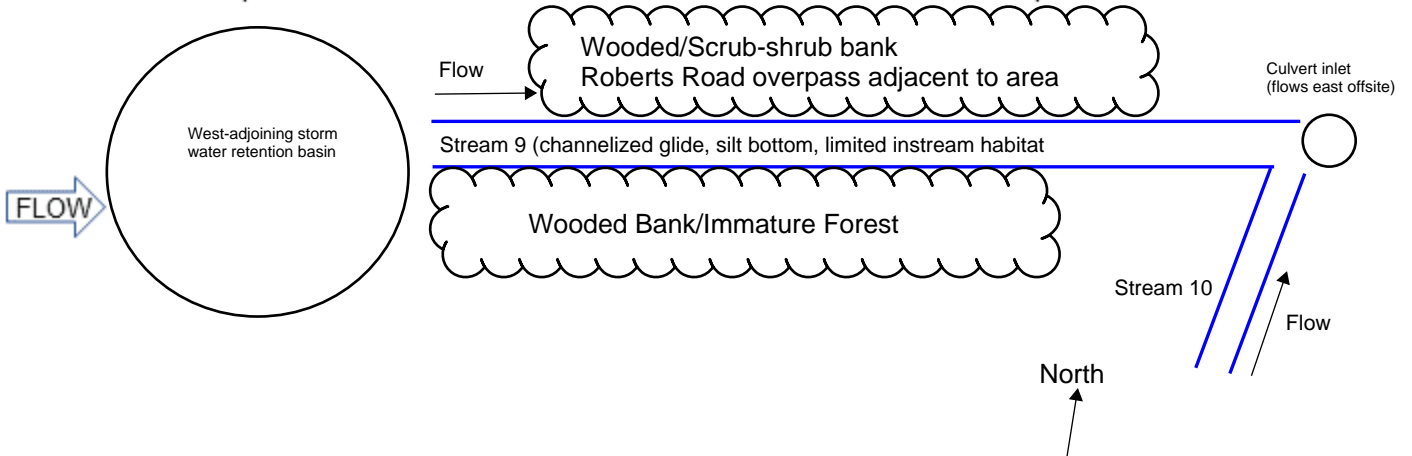 Wooded/Scrub-shrub bank
Roberts Road overpass adjacent to area
Flow
Culvert inlet
(flows east offsite)
West-adjoining storm
water retention basin
Stream 9 (channelized glide, silt bottom, limited instream habitat
FLOW
Wooded Bank/Immature Forest
Stream 10
Flow
North